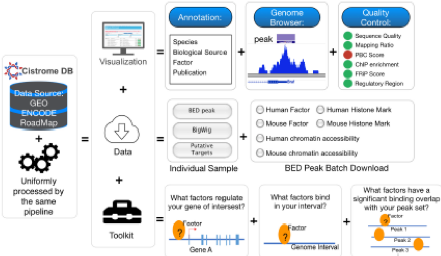 Cistrome DB
Data Source:
GEO
ENCODE
RoadMap
+
Uniformly
processed by
the same
pipeline
=
Visualization
+
Data
+
Toolkit
=
Annotation:
Species
Biological Source
Factor
Publication
+
Genome
Browser:
peak
+
Quality
Control:
Sequence Quality
Mapping Ratio
PBC Score
CNP enrichment
FRiP Score
Regulatory Region
=
BED peak
BigWig
Putative
Targets
Individual Sample
+
Human Factor
Human Histone Mark
Mouse Factor
Mouse Histone Mark
Human chromatin accessibility
Mouse chromatin accessibility
BED Peak Batch Download
=
What factors regulate
your gene of intersest?
Factor
?
Gene A
+
What factors bind
in your interval?
Factor
?
Genome Interval
+
What factors have a
significant binding overlap
with your peak set?
Factor
?
Peak 1
Peak 2
Peak 3